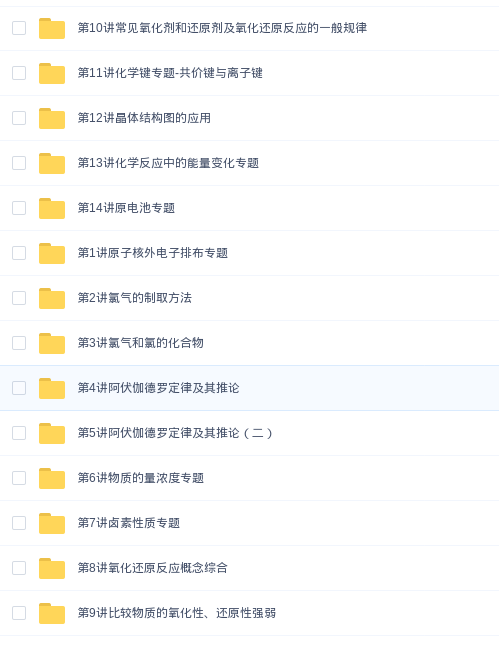 第10讲常见氧化剂和还原剂及氧化还原反应的一般规律
第11讲化学键专题-共价键与离子键
第12讲晶体结构图的应用
第13讲化学反应中的能量变化专题
第14讲原电池专题
第1讲原子核外电子排布专题
第2讲氯气的制取方法
第3讲氯气和氯的化合物
第4讲阿伏伽德罗定律及其推论
第5讲阿伏伽德罗定律及其推论（二）
第6讲物质的量浓度专题
第7讲卤素性质专题
第8讲氧化还原反应概念综合
第9讲比较物质的氧化性、还原性强弱